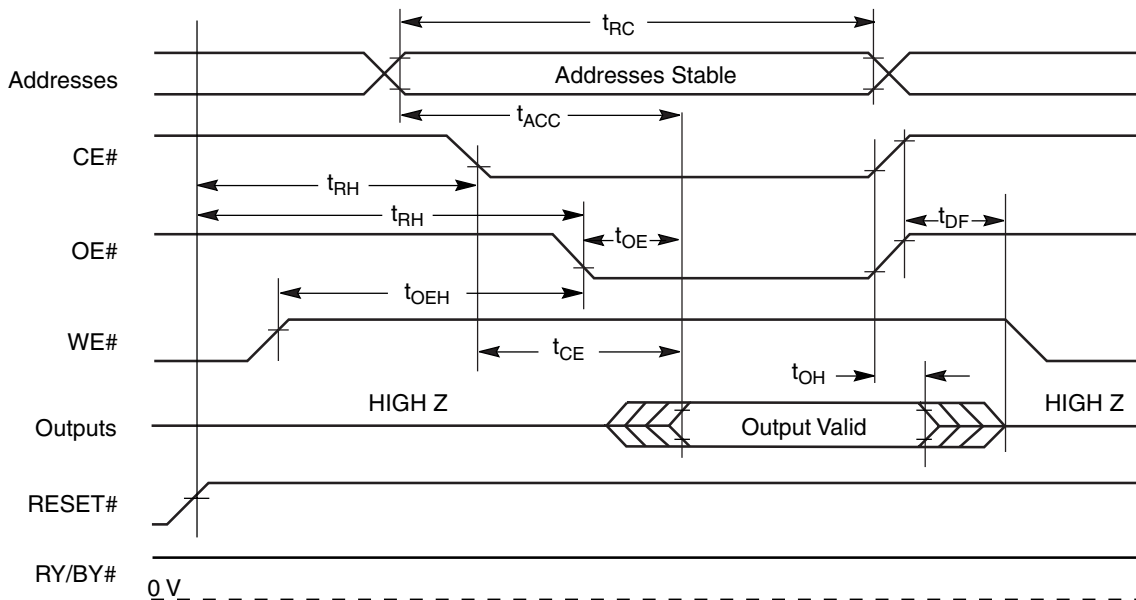 tRC
Addresses
Addresses Stable
tACC
CE#
tRH
tRH
tDF
OE#
tOE
tOEH
WE#
tCE
tOH
HIGH Z
HIGH Z
Outputs
Output Valid
RESET#
RY/BY#
0 V